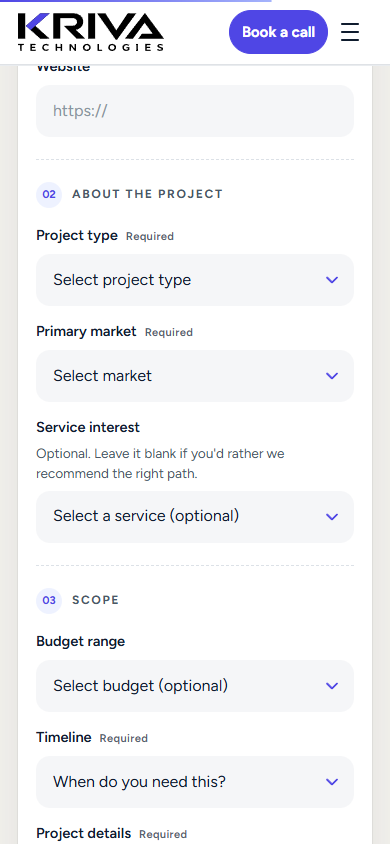 KRIVA
TECHNOLOGIES
Book a call
Website
https://
02 ABOUT THE PROJECT
Project type Required
Select project type
Primary market Required
Select market
Service interest
Optional. Leave it blank if you'd rather we
recommend the right path.
Select a service (optional)
03 SCOPE
Budget range
Select budget (optional)
Timeline Required
When do you need this?
Project details Required